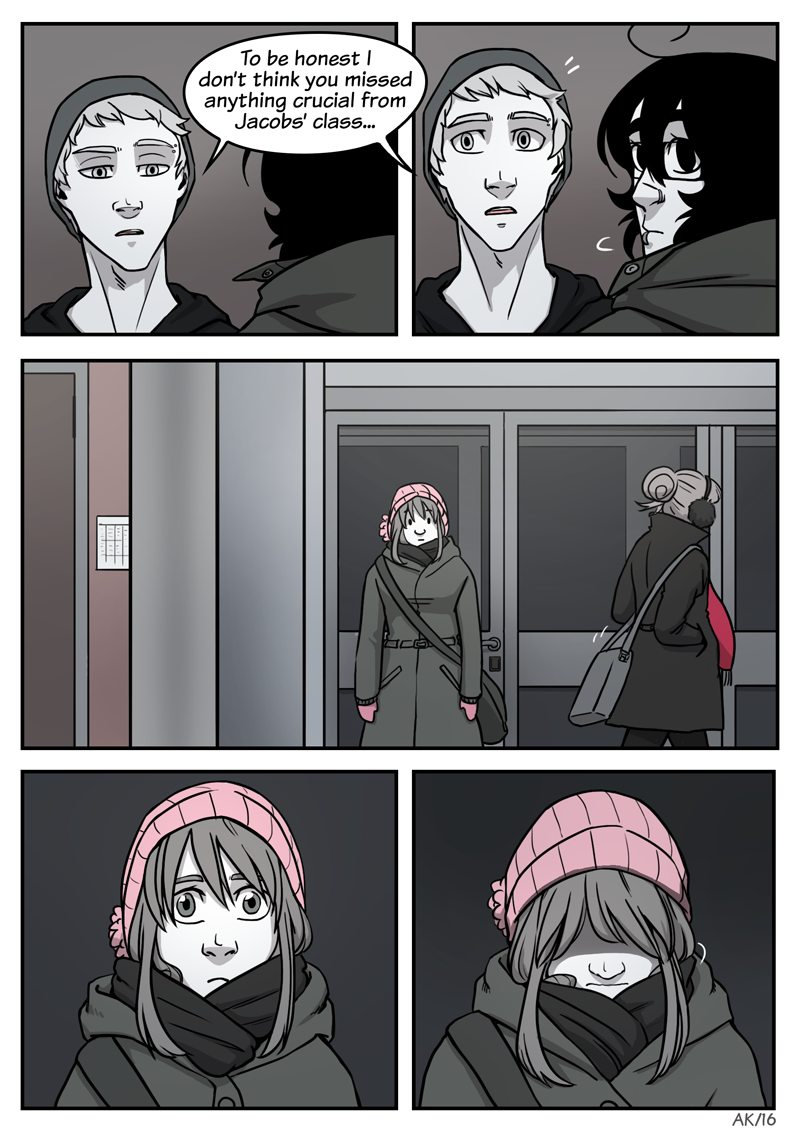 To be honest I
don't think you missed
anything crucial from
Jacobs' class...
AK/16